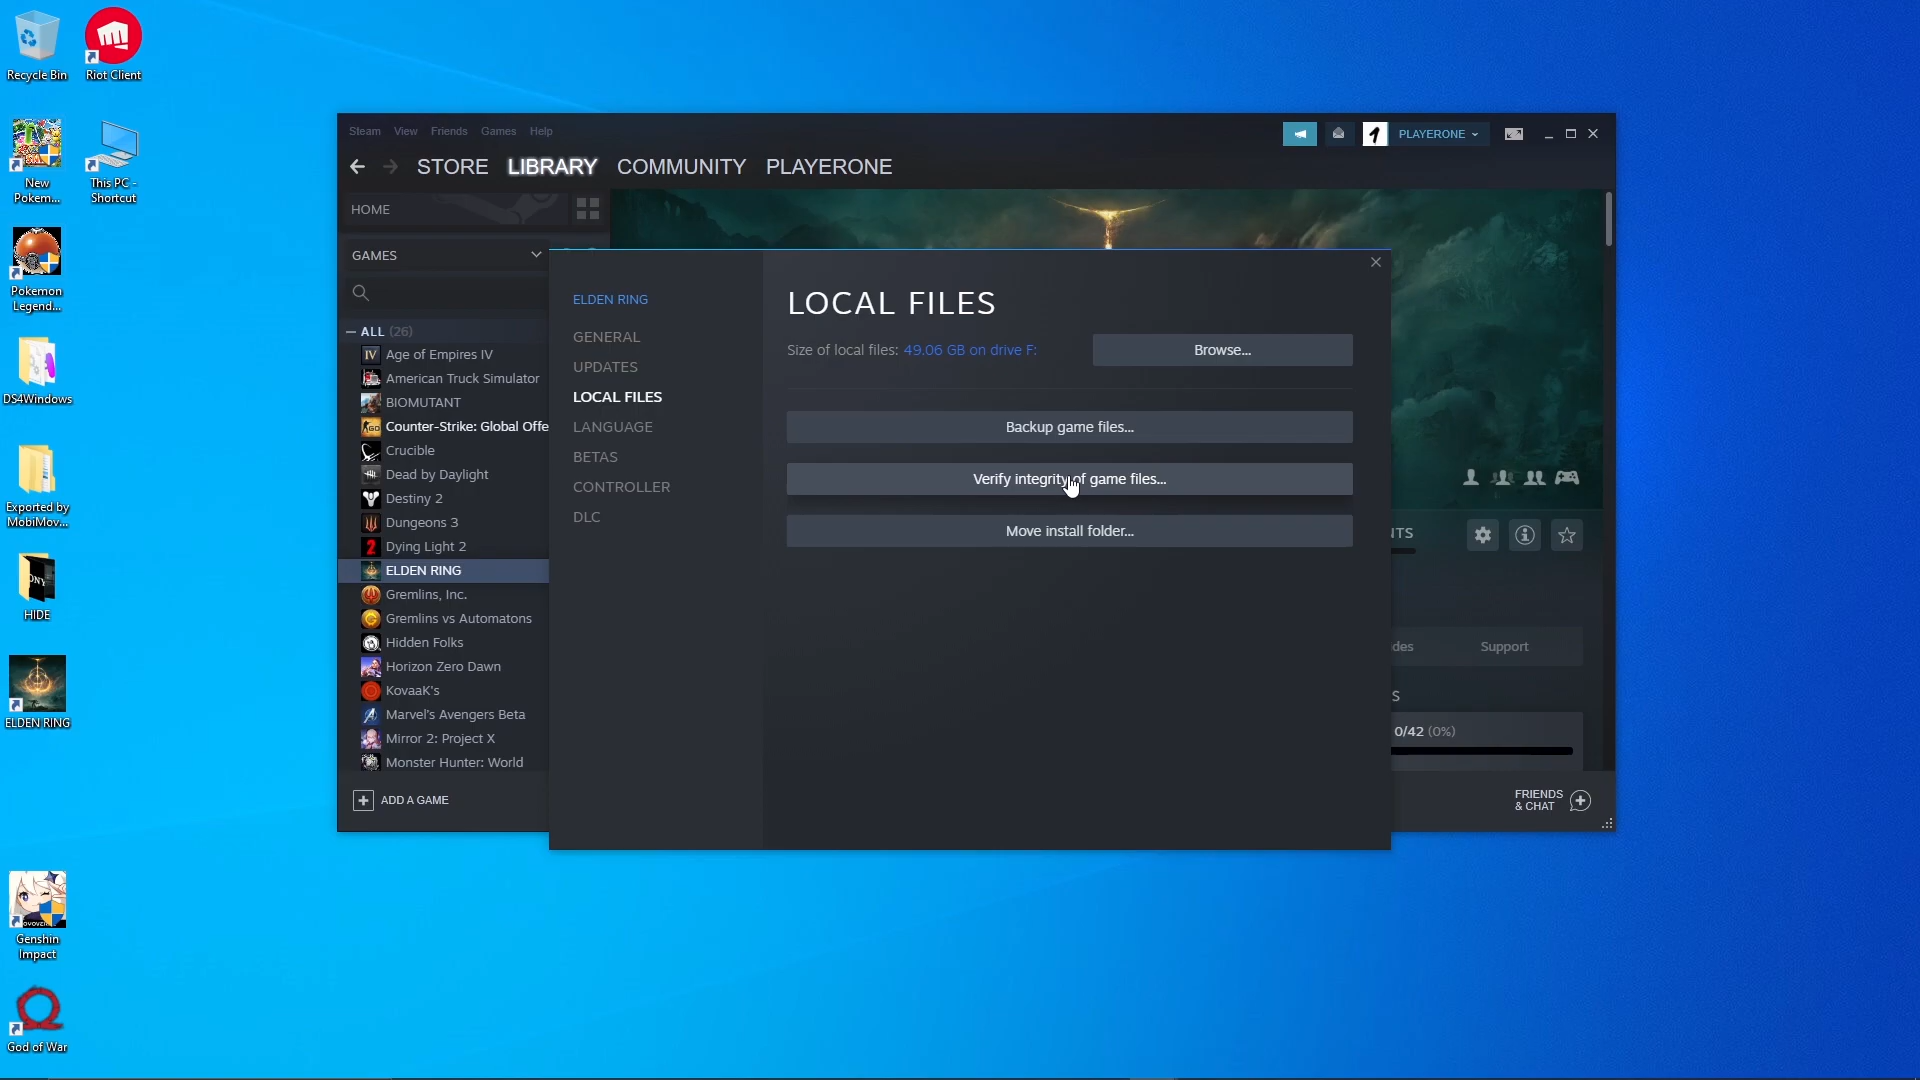 Recycle Bin
Riot Client
New
Pokem...
This PC -
Shortcut
Pokemon
Legend...
DS4Windows
Exported by
MobiMov...
HIDE
ELDEN RING
Genshin
Impact
God of War
Steam View Friends Games Help
PLAYERONE
STORE LIBRARY COMMUNITY PLAYERONE
HOME
GAMES
ALL (26)
Age of Empires IV
American Truck Simulator
BIOMUTANT
Counter-Strike: Global Offe
Crucible
Dead by Daylight
Destiny 2
Dungeons 3
Dying Light 2
ELDEN RING
Gremlins, Inc.
Gremlins vs Automatons
Hidden Folks
Horizon Zero Dawn
KovaaK's
Marvel's Avengers Beta
Mirror 2: Project X
Monster Hunter: World
ADD A GAME
ELDEN RING
GENERAL
UPDATES
LOCAL FILES
LANGUAGE
BETAS
CONTROLLER
DLC
LOCAL FILES
Size of local files: 49.06 GB on drive F:
Browse...
Backup game files...
Verify integrity of game files...
Move install folder...
NTS
des
Support
S
0/42 (0%)
FRIENDS
& CHAT